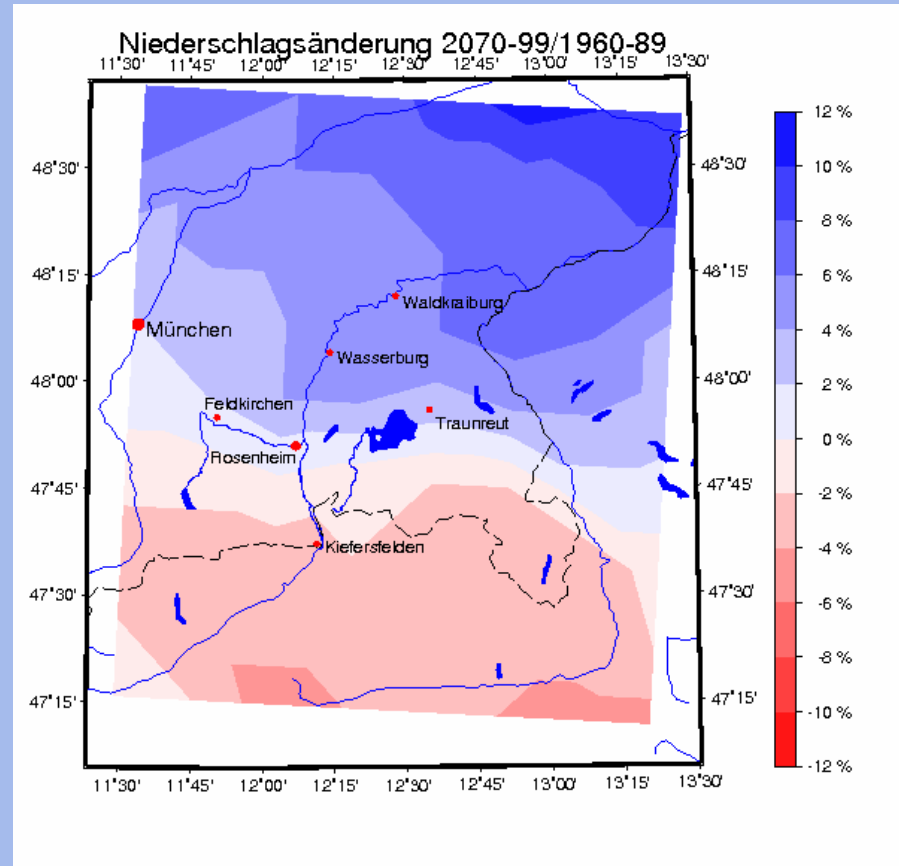 Niederschlagsänderung 2070-99/1960-89
11°30' 11°45' 12°00' 12°15' 12°30' 12°45' 13°00' 13°15' 13°30'
12 %
48°30' 48°30' 10 %
8 %
48°15' 48°15' 6 %
Waldkraiburg
München 4 %
Wasserburg
48°00' 48°00' 2 %
Feldkirchen
Traunreut 0 %
Rosenheim
47°45' 47°45' -2 %
Kiefersfelden -4 %
47°30' 47°30' -6 %
-8 %
47°15' 47°15' -10 %
-12 %
11°30' 11°45' 12°00' 12°15' 12°30' 12°45' 13°00' 13°15' 13°30'